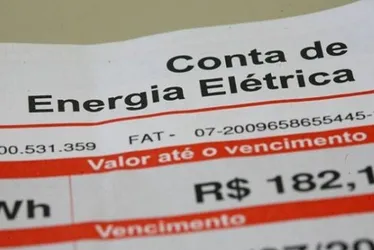 Conta de
Energia Elétrica
00.531.359 FAT - 07-2009658655445-
Valor até o vencimento
Wh R$ 182,1
Vencimento